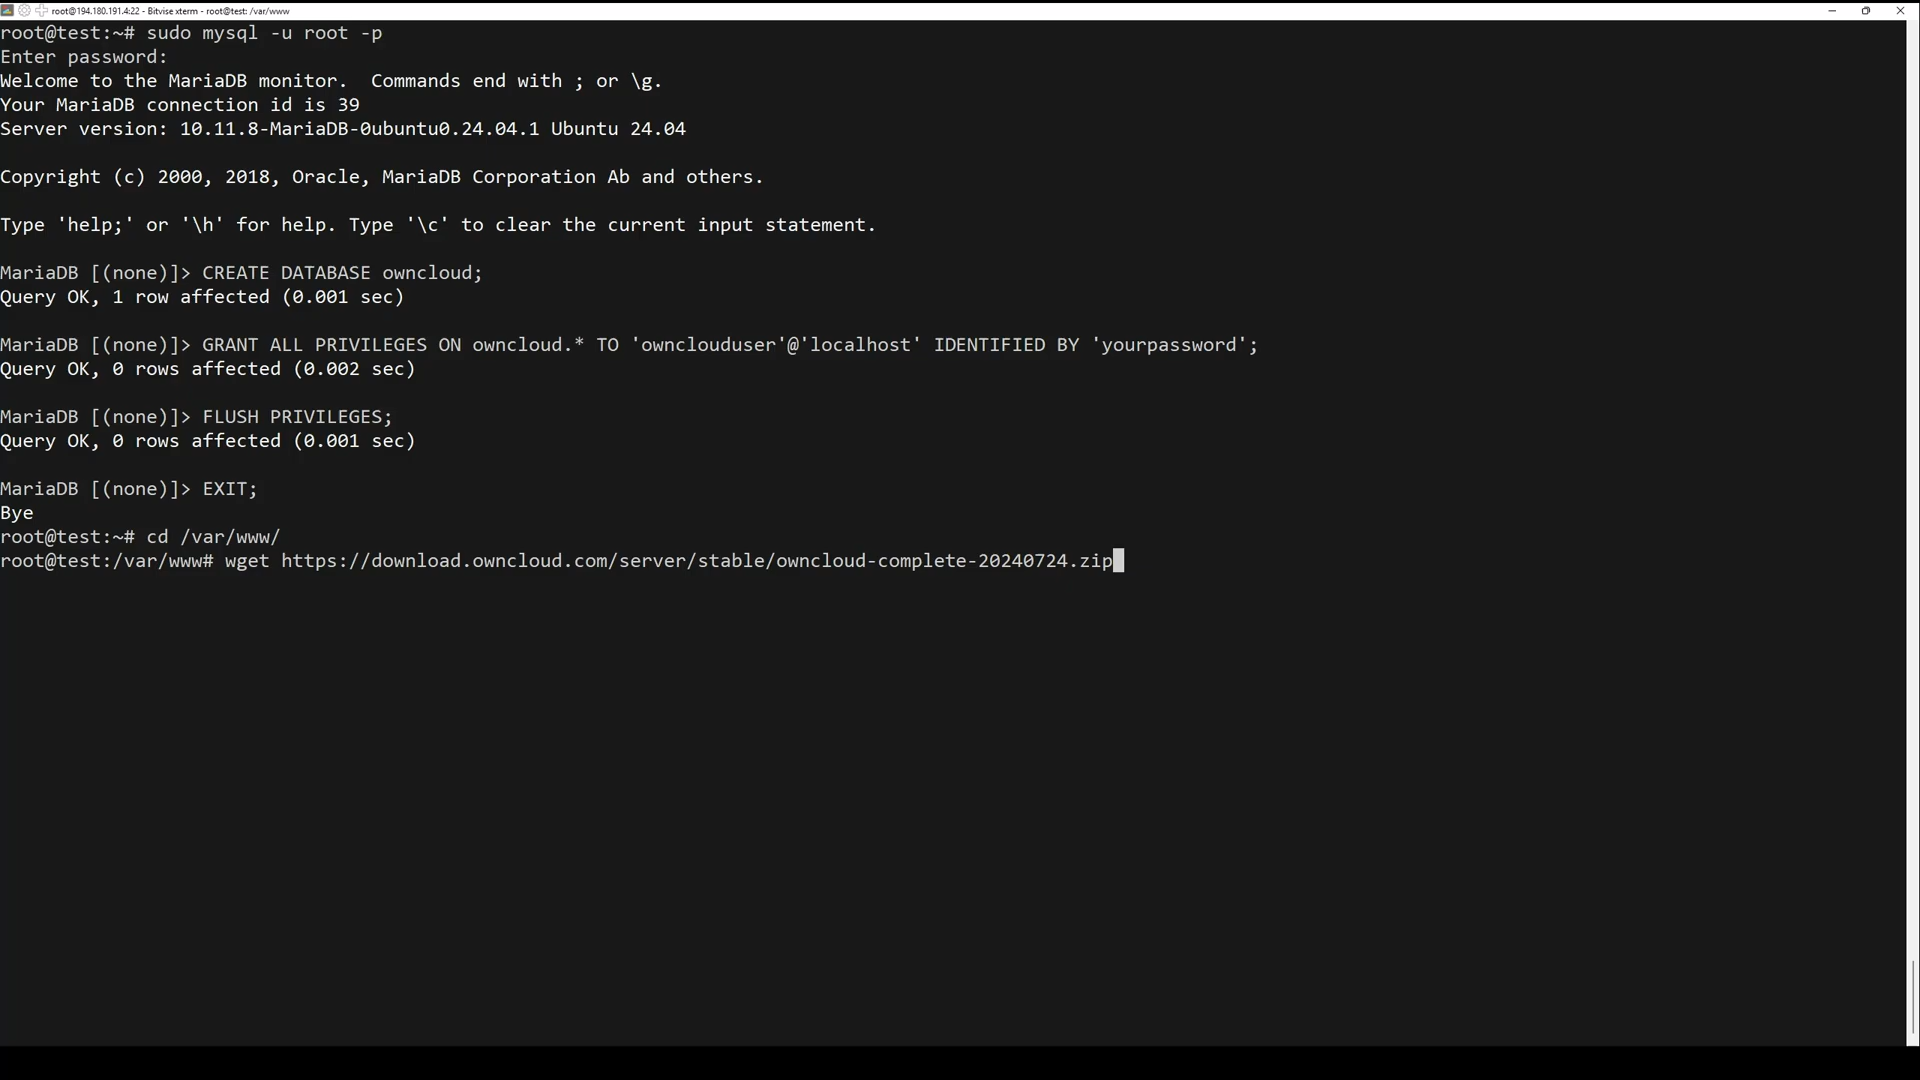 root@194.180.191.4:22 - Bitvise xterm - root@test: /var/www
root@test:~# sudo mysql -u root -p
Enter password:
Welcome to the MariaDB monitor.  Commands end with ; or \g.
Your MariaDB connection id is 39
Server version: 10.11.8-MariaDB-0ubuntu0.24.04.1 Ubuntu 24.04
Copyright (c) 2000, 2018, Oracle, MariaDB Corporation Ab and others.
Type 'help;' or '\h' for help. Type '\c' to clear the current input statement.
MariaDB [(none)]> CREATE DATABASE owncloud;
Query OK, 1 row affected (0.001 sec)
MariaDB [(none)]> GRANT ALL PRIVILEGES ON owncloud.* TO 'ownclouduser'@'localhost' IDENTIFIED BY 'yourpassword';
Query OK, 0 rows affected (0.002 sec)
MariaDB [(none)]> FLUSH PRIVILEGES;
Query OK, 0 rows affected (0.001 sec)
MariaDB [(none)]> EXIT;
Bye
root@test:~# cd /var/www/
root@test:/var/www# wget https://download.owncloud.com/server/stable/owncloud-complete-20240724.zip